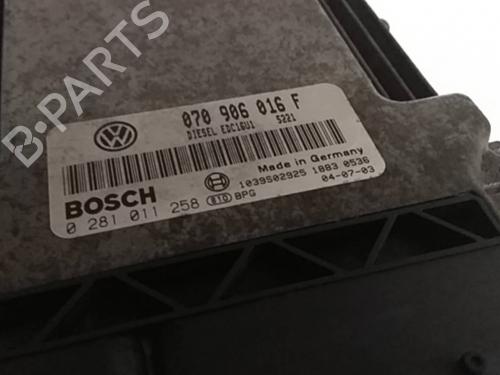 070 906 016 F
DIESEL EDC16U1 5221
Made in Germany
BOSCH 1039S02925 1883 0536
0 281 011 258 810 BPG 04-07-03
B-PARTS